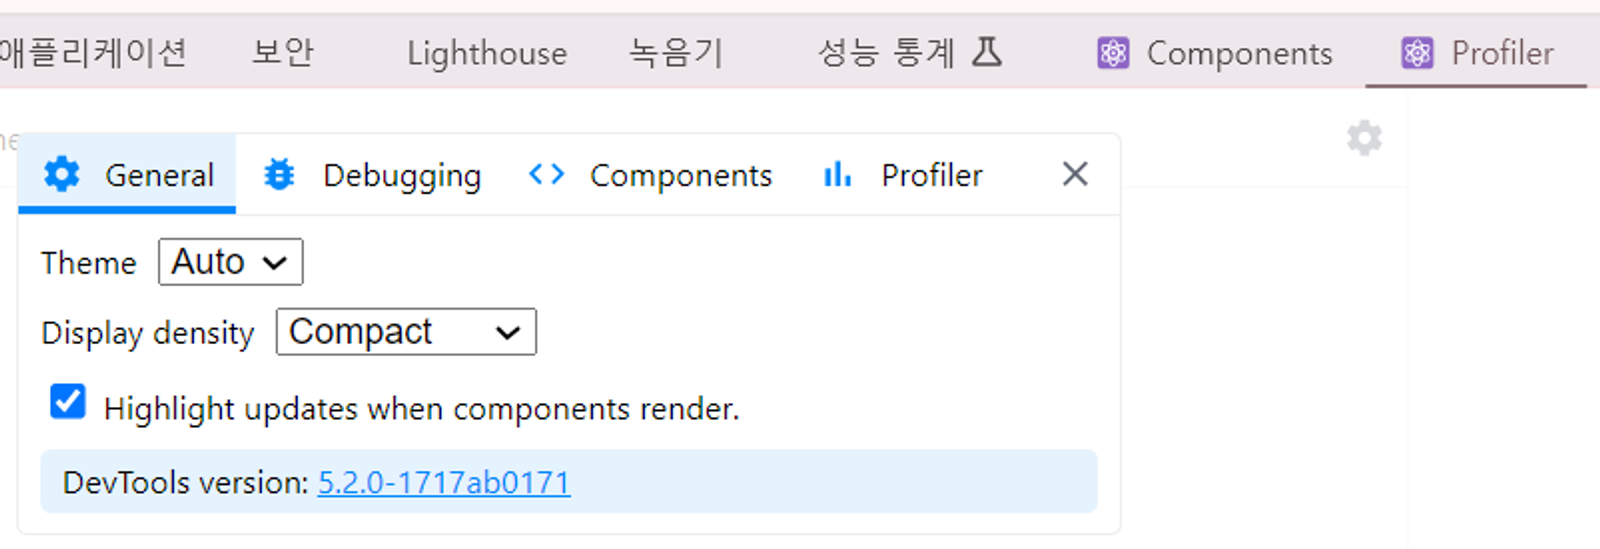 애플리케이션 보안 Lighthouse 녹음기 성능 통계 Components Profiler
General Debugging Components Profiler
Theme Auto
Display density Compact
Highlight updates when components render.
DevTools version: 5.2.0-1717ab0171